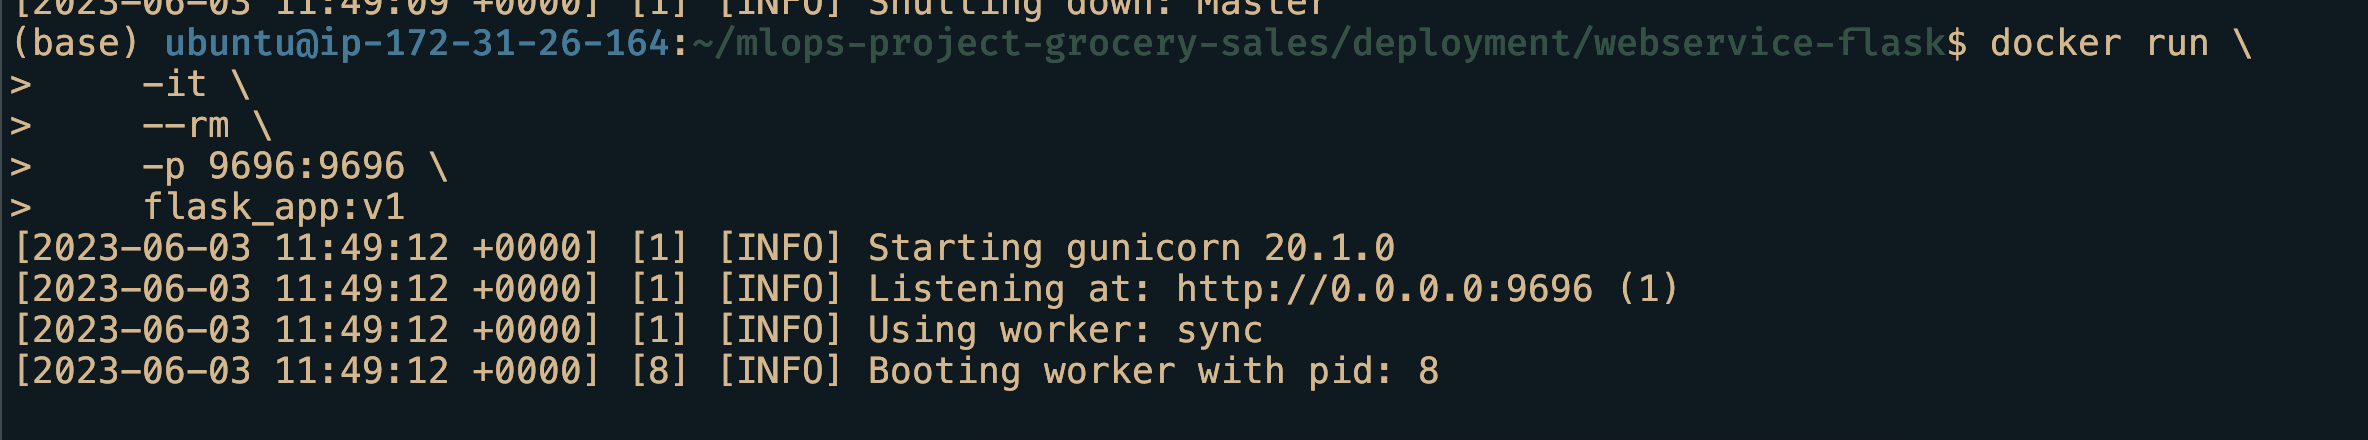 [2023-06-03 11:49:09 +0000] [1] [INFO] Shutting down: Master
(base) ubuntu@ip-172-31-26-164:~/mlops-project-grocery-sales/deployment/webservice-flask$ docker run \
>     -it \
>     --rm \
>     -p 9696:9696 \
>     flask_app:v1
[2023-06-03 11:49:12 +0000] [1] [INFO] Starting gunicorn 20.1.0
[2023-06-03 11:49:12 +0000] [1] [INFO] Listening at: http://0.0.0.0:9696 (1)
[2023-06-03 11:49:12 +0000] [1] [INFO] Using worker: sync
[2023-06-03 11:49:12 +0000] [8] [INFO] Booting worker with pid: 8